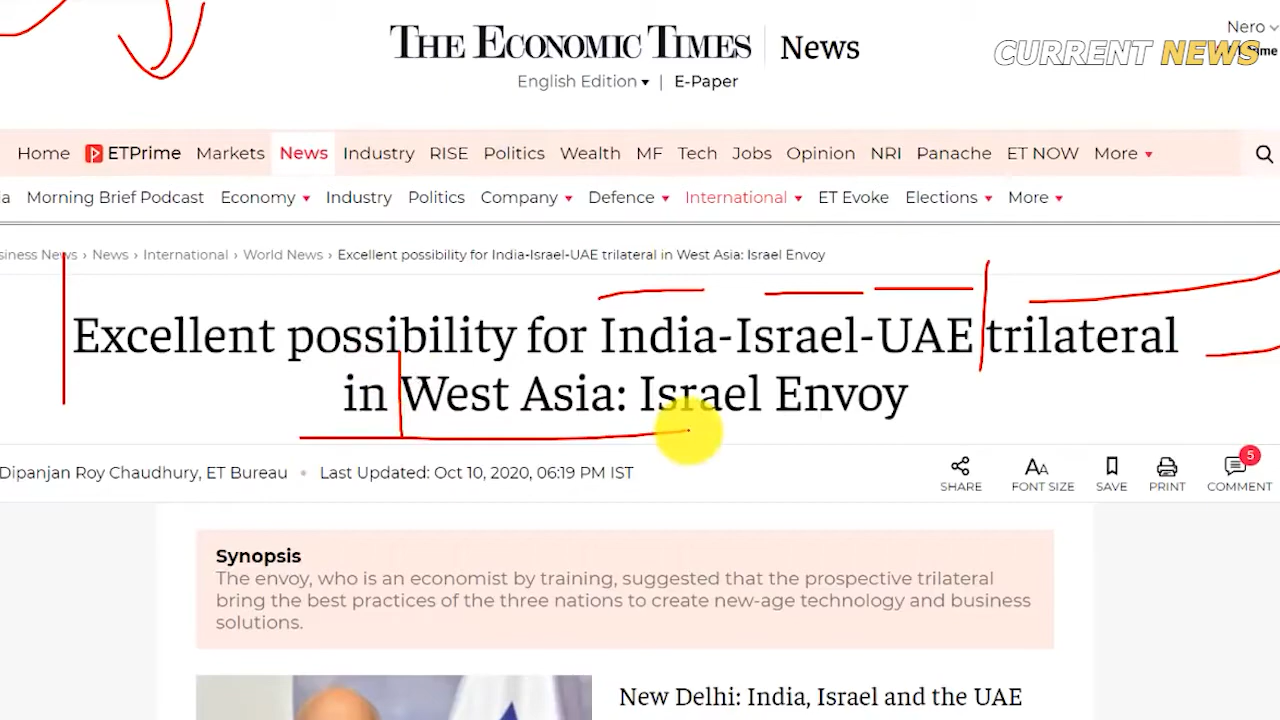 THE ECONOMIC TIMES News
Nero
CURRENT NEWS
English Edition | E-Paper
Home ETPrime Markets News Industry RISE Politics Wealth MF Tech Jobs Opinion NRI Panache ET NOW More
Morning Brief Podcast Economy Industry Politics Company Defence International ET Evoke Elections More
News › News › International › World News › Excellent possibility for India-Israel-UAE trilateral in West Asia: Israel Envoy
Excellent possibility for India-Israel-UAE trilateral
in West Asia: Israel Envoy
Dipanjan Roy Chaudhury, ET Bureau • Last Updated: Oct 10, 2020, 06:19 PM IST
5
SHARE FONT SIZE SAVE PRINT COMMENT
Synopsis
The envoy, who is an economist by training, suggested that the prospective trilateral
bring the best practices of the three nations to create new-age technology and business
solutions.
New Delhi: India, Israel and the UAE